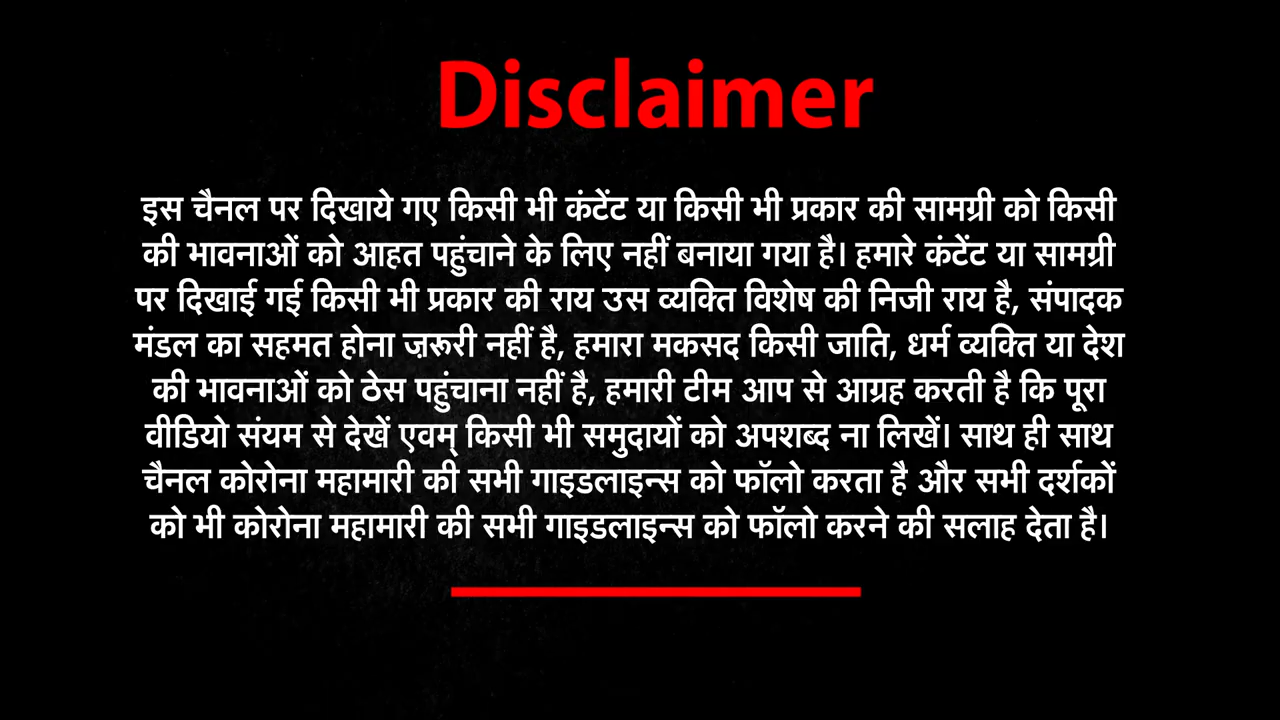 Disclaimer
इस चैनल पर दिखाये गए किसी भी कंटेंट या किसी भी प्रकार की सामग्री को किसी
की भावनाओं को आहत पहुंचाने के लिए नहीं बनाया गया है। हमारे कंटेंट या सामग्री
पर दिखाई गई किसी भी प्रकार की राय उस व्यक्ति विशेष की निजी राय है, संपादक
मंडल का सहमत होना ज़रूरी नहीं है, हमारा मकसद किसी जाति, धर्म व्यक्ति या देश
की भावनाओं को ठेस पहुंचाना नहीं है, हमारी टीम आप से आग्रह करती है कि पूरा
वीडियो संयम से देखें एवम् किसी भी समुदायों को अपशब्द ना लिखें। साथ ही साथ
चैनल कोरोना महामारी की सभी गाइडलाइन्स को फॉलो करता है और सभी दर्शकों
को भी कोरोना महामारी की सभी गाइडलाइन्स को फॉलो करने की सलाह देता है।